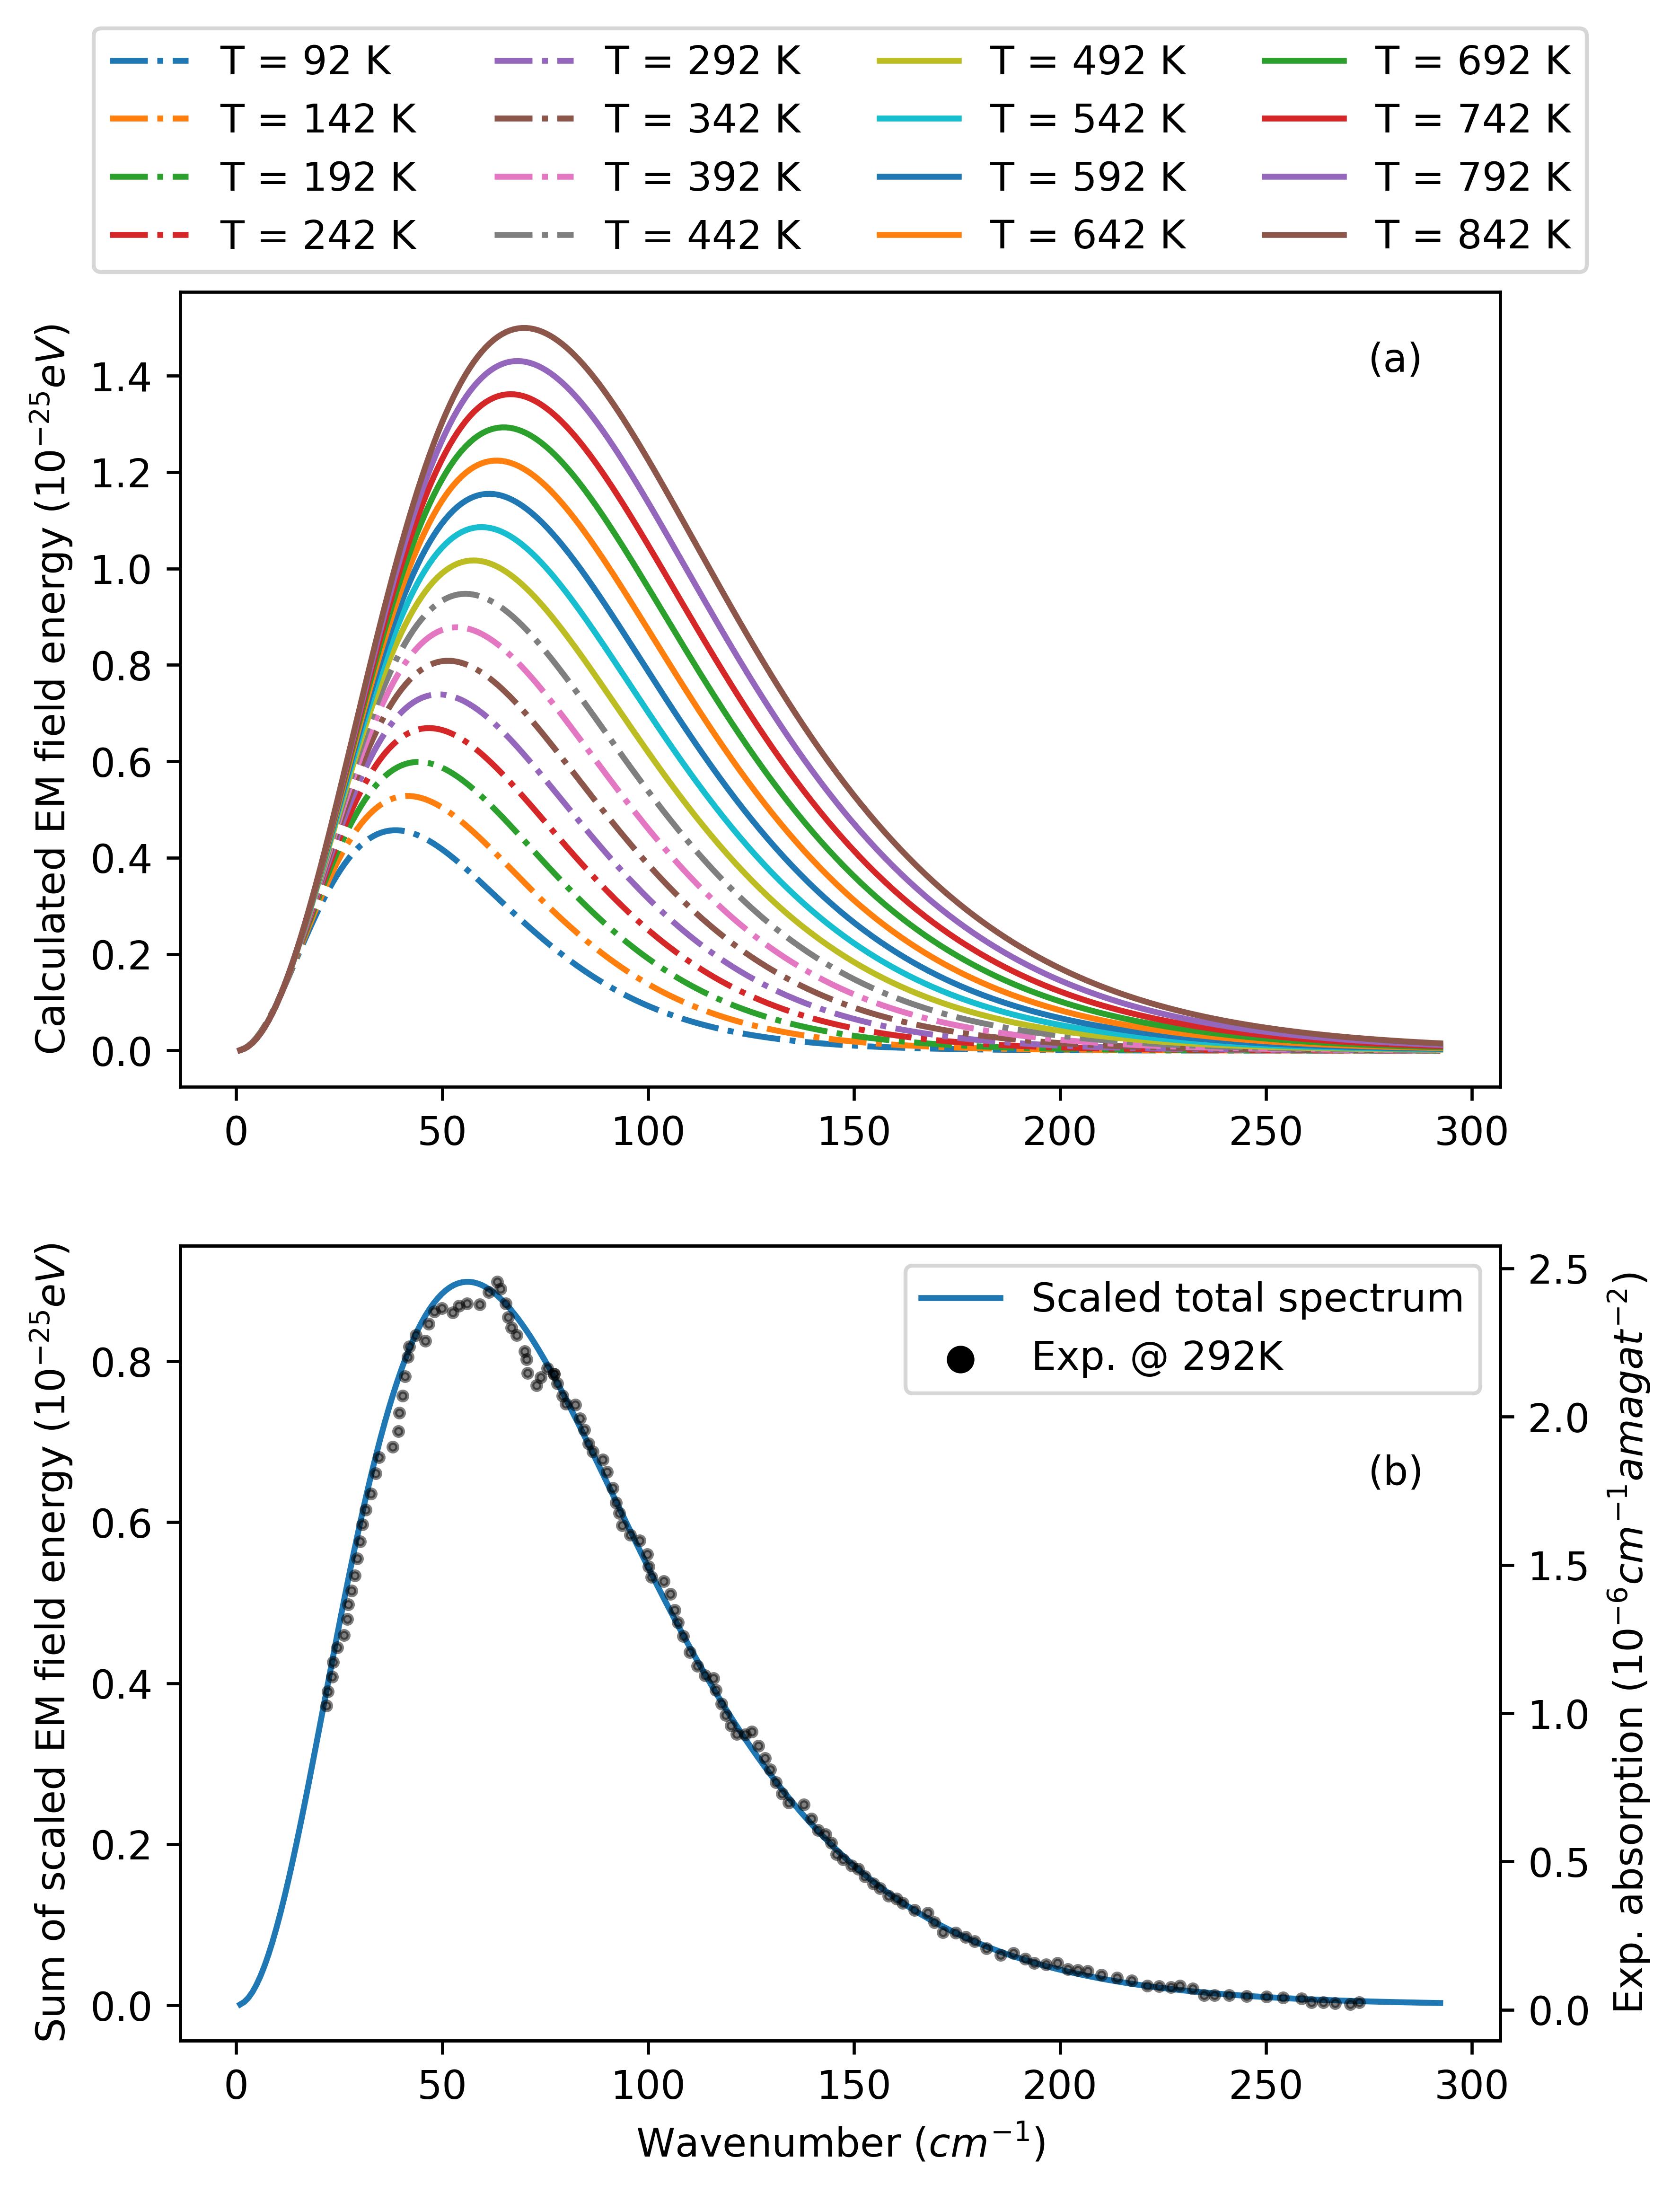 T = 92 K T = 292 K T = 492 K T = 692 K
T = 142 K T = 342 K T = 542 K T = 742 K
T = 192 K T = 392 K T = 592 K T = 792 K
T = 242 K T = 442 K T = 642 K T = 842 K
(a)
Calculated EM field energy (10⁻²⁵eV)
1.4
1.2
1.0
0.8
0.6
0.4
0.2
0.0
0 50 100 150 200 250 300
Scaled total spectrum
Exp. @ 292K
(b)
Sum of scaled EM field energy (10⁻²⁵eV)
0.8
0.6
0.4
0.2
0.0
2.5
2.0
1.5
1.0
0.5
0.0
Exp. absorption (10⁻⁶cm⁻¹amagat⁻²)
0 50 100 150 200 250 300
Wavenumber (cm⁻¹)